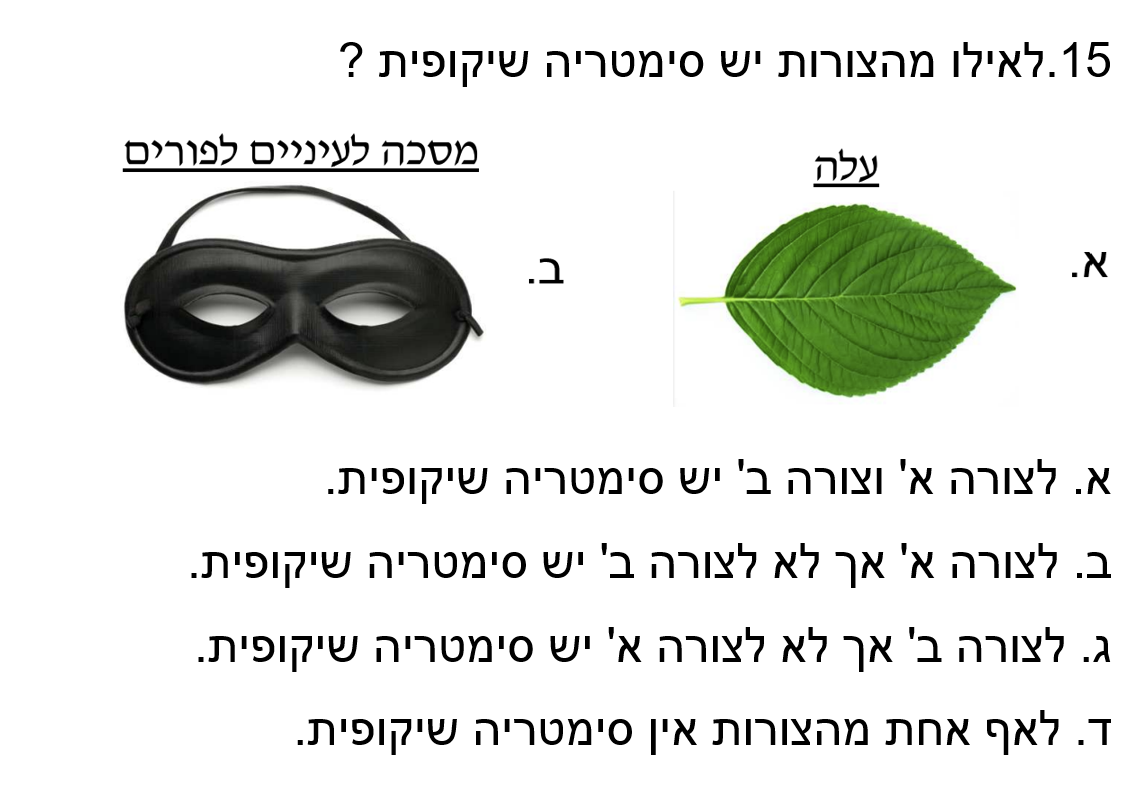 15.לאילו מהצורות יש סימטריה שיקופית ?
עלה
מסכה לעיניים לפורים
א.
ב.
א. לצורה א' וצורה ב' יש סימטריה שיקופית.
ב. לצורה א' אך לא לצורה ב' יש סימטריה שיקופית.
ג. לצורה ב' אך לא לצורה א' יש סימטריה שיקופית.
ד. לאף אחת מהצורות אין סימטריה שיקופית.